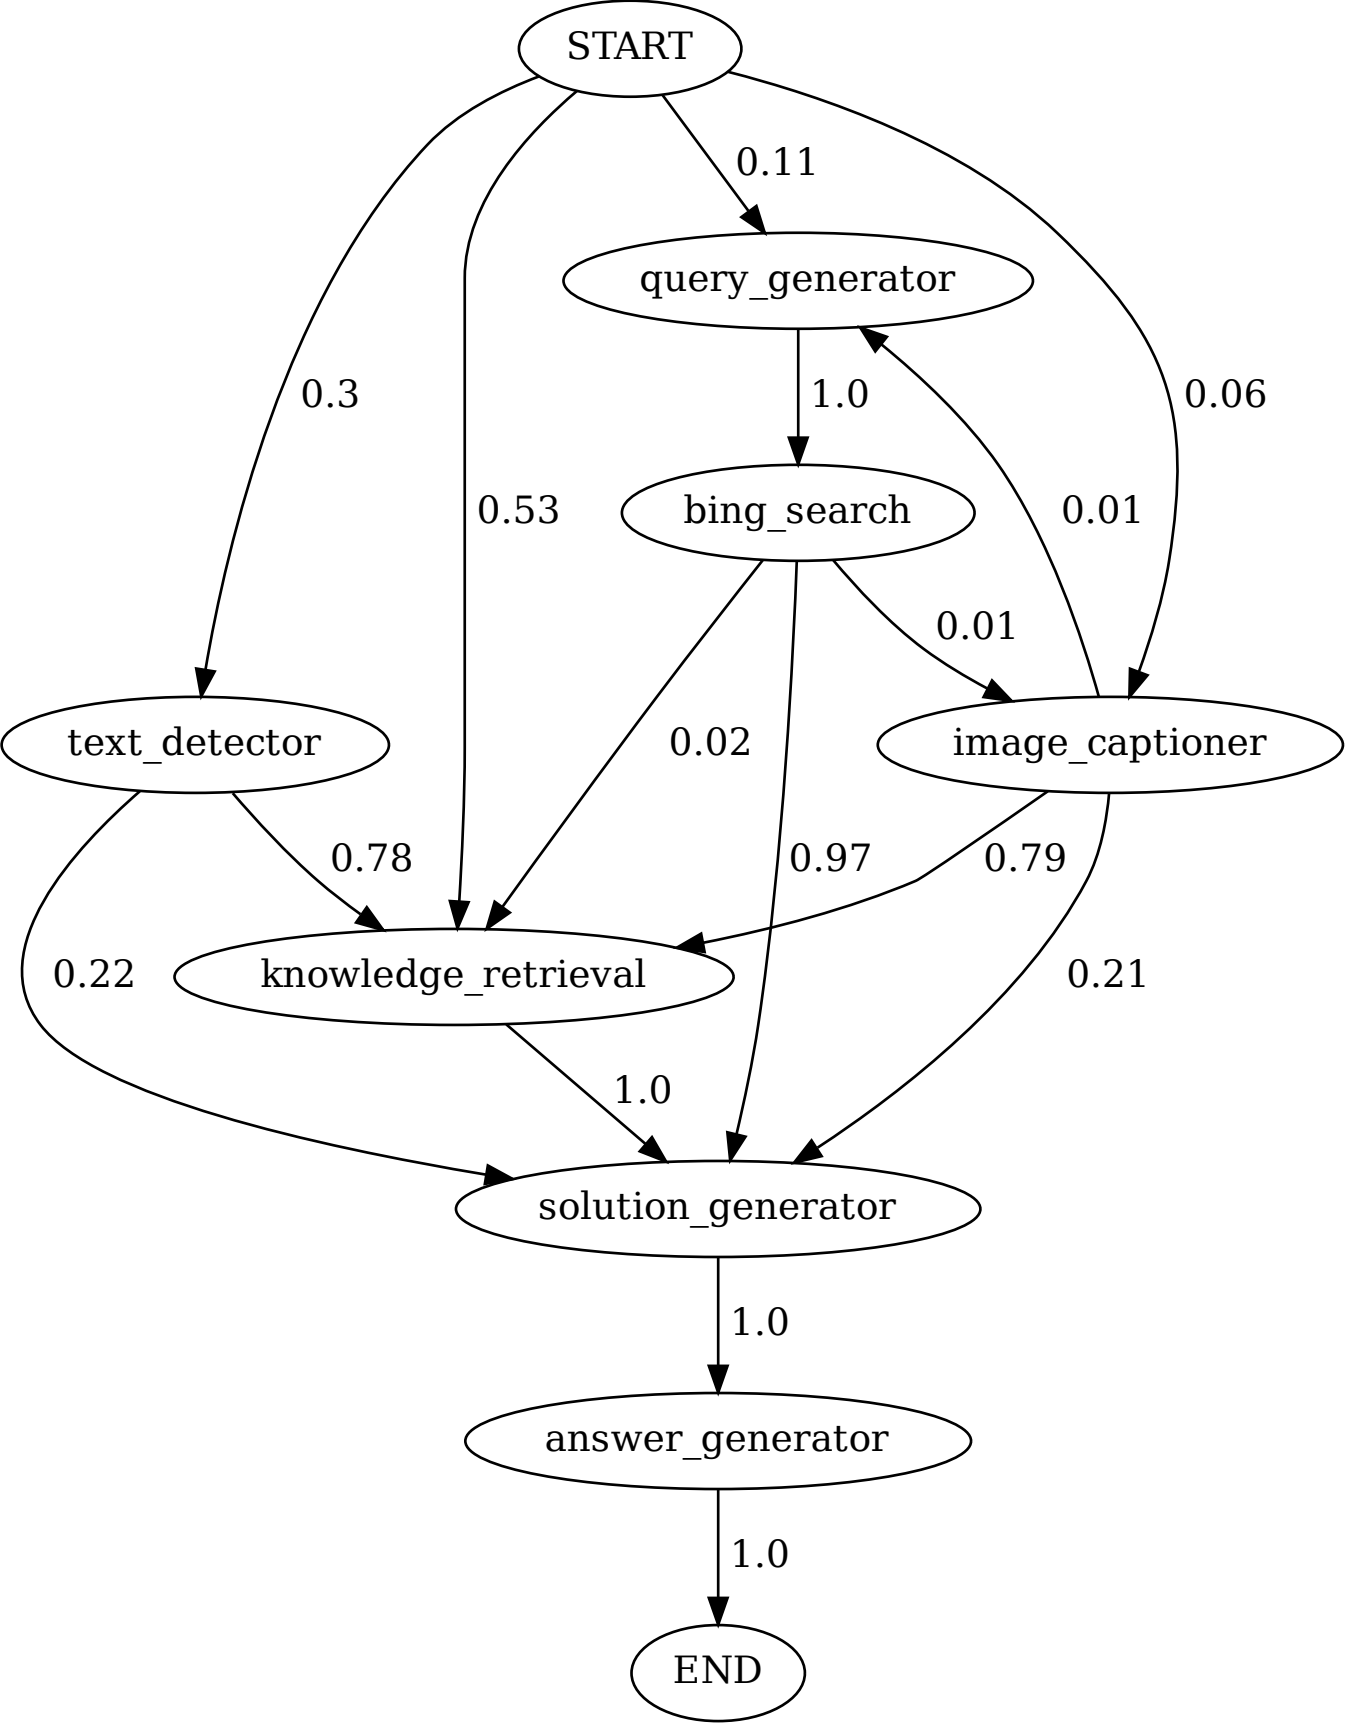 START
0.11
query_generator
0.3
1.0
0.06
0.53
bing_search
0.01
0.01
text_detector
0.02
image_captioner
0.78
0.97
0.79
0.22
knowledge_retrieval
0.21
1.0
solution_generator
1.0
answer_generator
1.0
END